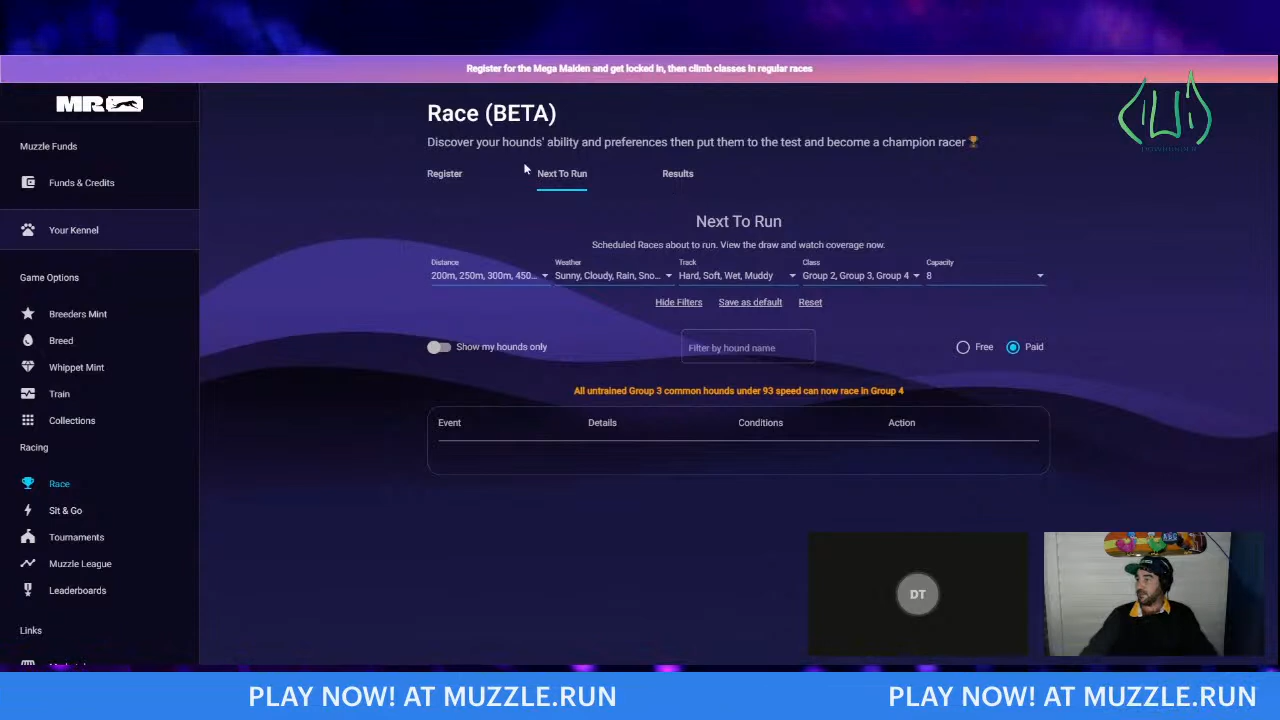 Register for the Mega Maiden and get locked in, then climb classes in regular races
MR
Muzzle Funds
Funds & Credits
Your Kennel
Game Options
Breeders Mint
Breed
Whippet Mint
Train
Collections
Racing
Race
Sit & Go
Tournaments
Muzzle League
Leaderboards
Links
Race (BETA)
Discover your hounds' ability and preferences then put them to the test and become a champion racer
Register
Next To Run
Results
Next To Run
Scheduled Races about to run. View the draw and watch coverage now.
Distance Weather Track Class Capacity
200m, 250m, 300m, 450... Sunny, Cloudy, Rain, Sno... Hard, Soft, Wet, Muddy Group 2, Group 3, Group 4 8
Hide Filters Save as default Reset
Show my hounds only Filter by hound name Free Paid
All untrained Group 3 common hounds under 93 speed can now race in Group 4
Event Details Conditions Action
DOWNUNDER
DT
PLAY NOW! AT MUZZLE.RUN PLAY NOW! AT MUZZLE.RUN